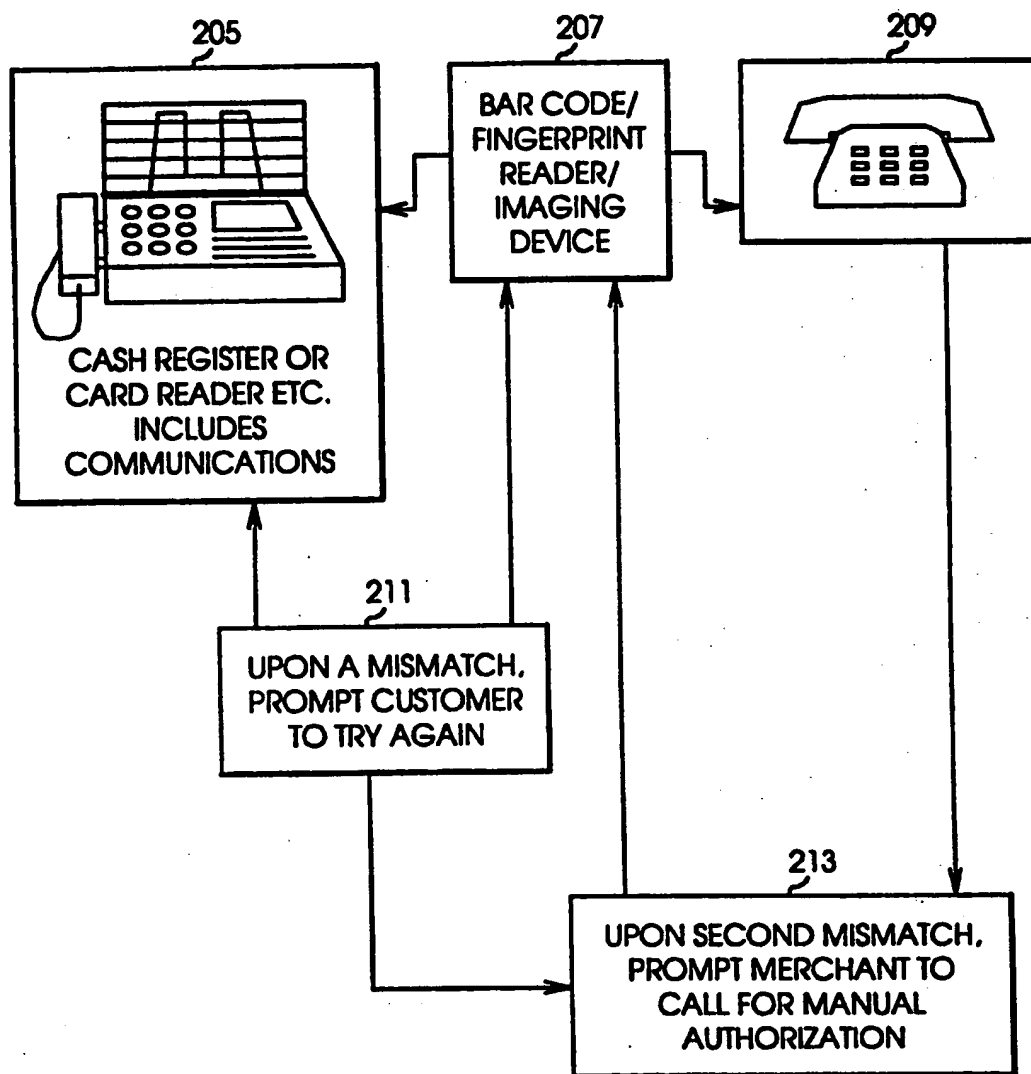 205
207
209
BAR CODE/
FINGERPRINT
READER/
IMAGING
DEVICE
CASH REGISTER OR
CARD READER ETC.
INCLUDES
COMMUNICATIONS
211
UPON A MISMATCH,
PROMPT CUSTOMER
TO TRY AGAIN
213
UPON SECOND MISMATCH,
PROMPT MERCHANT TO
CALL FOR MANUAL
AUTHORIZATION